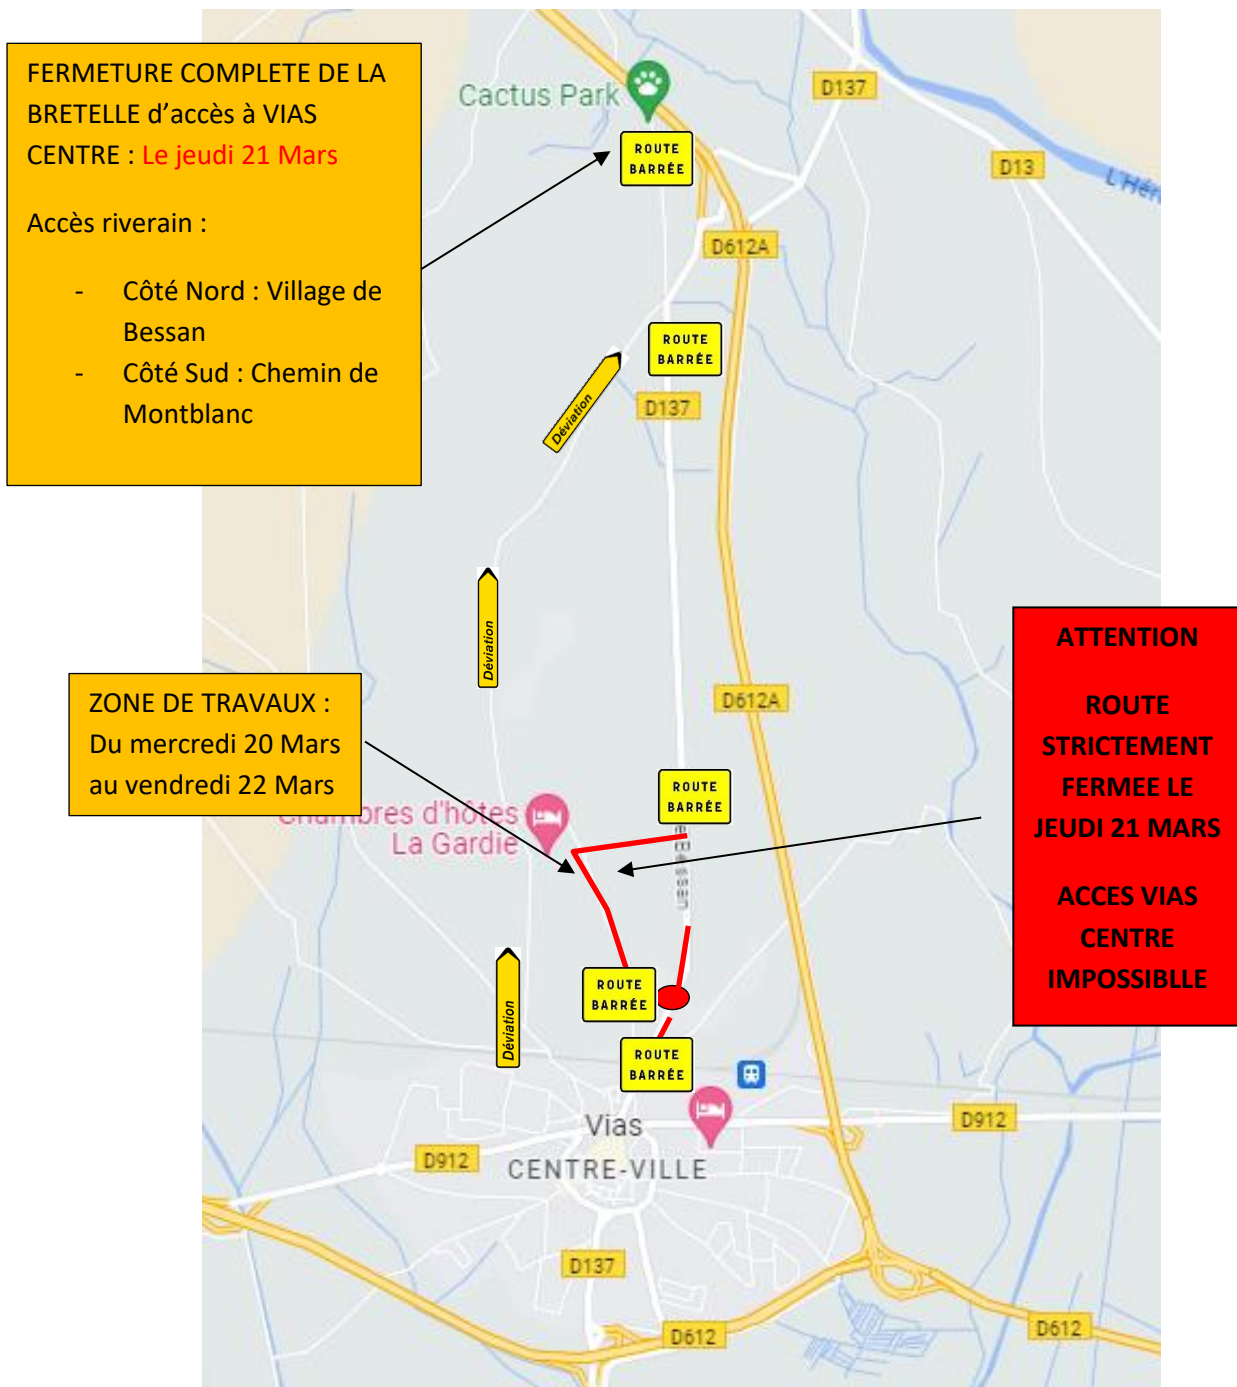 FERMETURE COMPLETE DE LA
BRETELLE d'accès à VIAS
CENTRE : Le jeudi 21 Mars
Accès riverain :
- Côté Nord : Village de
Bessan
- Côté Sud : Chemin de
Montblanc
Cactus Park
ROUTE
BARRÉE
D137
D13
L'Hér
D612A
ROUTE
BARRÉE
Déviation
D137
Déviation
D612A
ZONE DE TRAVAUX :
Du mercredi 20 Mars
au vendredi 22 Mars
ATTENTION
ROUTE
STRICTEMENT
FERMEE LE
JEUDI 21 MARS
ACCES VIAS
CENTRE
IMPOSSIBLLE
ROUTE
BARRÉE
Chambres d'hôtes
La Gardie
ROUTE
BARRÉE
Déviation
ROUTE
BARRÉE
Vias
CENTRE-VILLE
D912
D912
D137
D612
D612